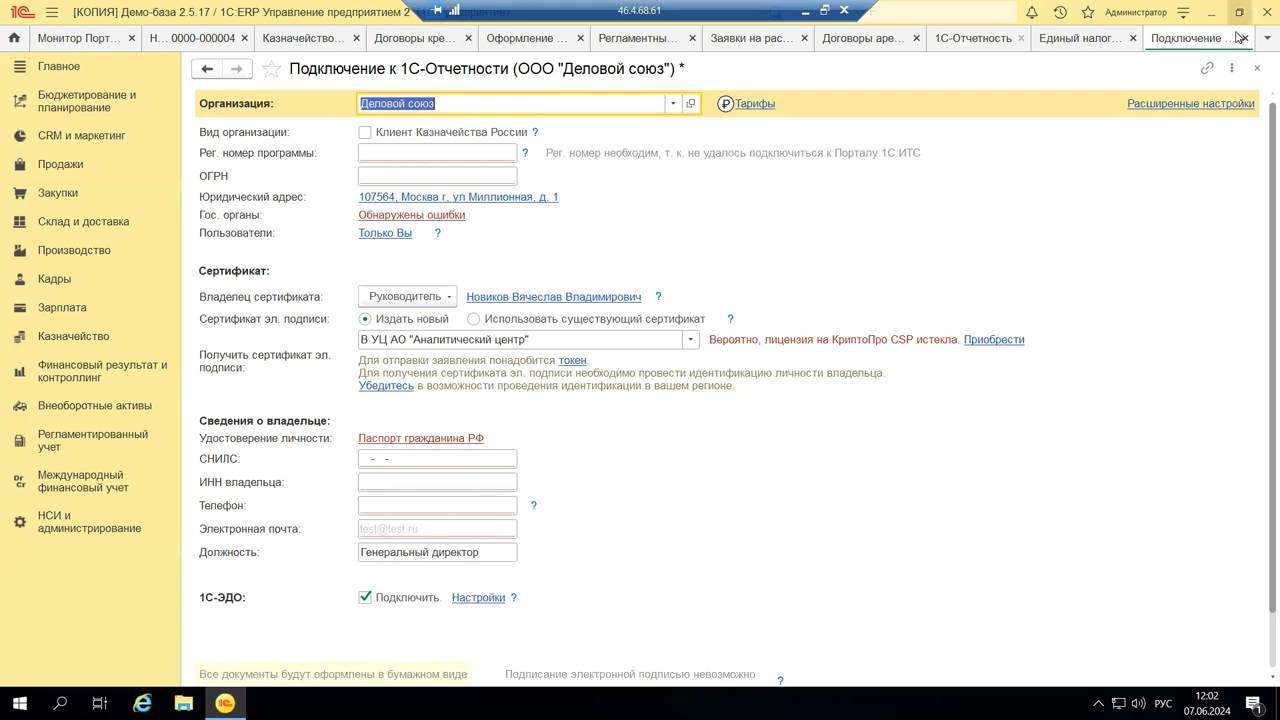 [КОПИЯ] Демо-база 2.5.17 / 1С:ERP Управление предприятием 2
46.4.68.61
Администратор
Монитор Порт...
Н... 0000-000004
Казначейство...
Договоры кре...
Оформление ...
Регламентны...
Заявки на рас...
Договоры аре...
1С-Отчетность
Единый налог...
Подключение ...
Главное
Бюджетирование и планирование
CRM и маркетинг
Продажи
Закупки
Склад и доставка
Производство
Кадры
Зарплата
Казначейство
Финансовый результат и контроллинг
Внеоборотные активы
Регламентированный учет
Международный финансовый учет
НСИ и администрирование
Подключение к 1С-Отчетности (ООО "Деловой союз") *
Организация: Деловой союз Тарифы Расширенные настройки
Вид организации: Клиент Казначейства России ?
Рег. номер программы: ? Рег. номер необходим, т. к. не удалось подключиться к Порталу 1С:ИТС
ОГРН
Юридический адрес: 107564, Москва г, ул Миллионная, д. 1
Гос. органы: Обнаружены ошибки
Пользователи: Только Вы ?
Сертификат:
Владелец сертификата: Руководитель Новиков Вячеслав Владимирович ?
Сертификат эл. подписи: Издать новый Использовать существующий сертификат ?
В УЦ АО "Аналитический центр" Вероятно, лицензия на КриптоПро CSP истекла. Приобрести
Получить сертификат эл. подписи:
Для отправки заявления понадобится токен.
Для получения сертификата эл. подписи необходимо провести идентификацию личности владельца.
Убедитесь в возможности проведения идентификации в вашем регионе.
Сведения о владельце:
Удостоверение личности: Паспорт гражданина РФ
СНИЛС: - -
ИНН владельца:
Телефон: ?
Электронная почта: test@test.ru
Должность: Генеральный директор
1С-ЭДО: Подключить. Настройки ?
Все документы будут оформлены в бумажном виде Подписание электронной подписью невозможно ?
РУС
12:02
07.06.2024
1